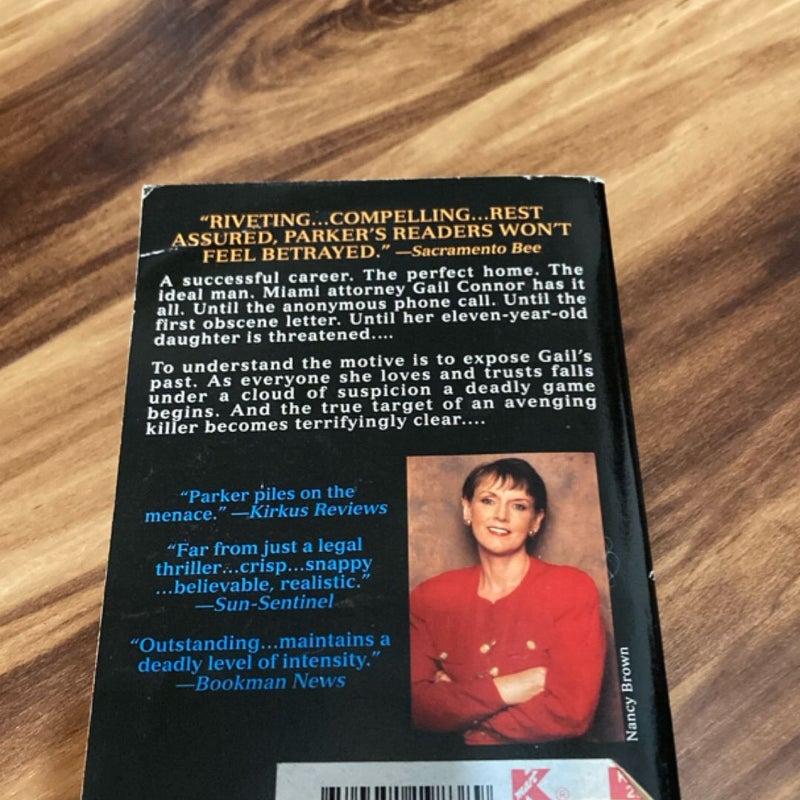 “RIVETING...COMPELLING...REST
ASSURED, PARKER’S READERS WON’T
FEEL BETRAYED.” —Sacramento Bee
A successful career. The perfect home. The
ideal man. Miami attorney Gail Connor has it
all. Until the anonymous phone call. Until the
first obscene letter. Until her eleven-year-old
daughter is threatened....
To understand the motive is to expose Gail’s
past. As everyone she loves and trusts falls
under a cloud of suspicion a deadly game
begins. And the true target of an avenging
killer becomes terrifyingly clear....
“Parker piles on the
menace.” —Kirkus Reviews
“Far from just a legal
thriller...crisp...snappy
...believable, realistic.”
—Sun-Sentinel
“Outstanding...maintains a
deadly level of intensity.”
—Bookman News
Nancy Brown
K
mart
®